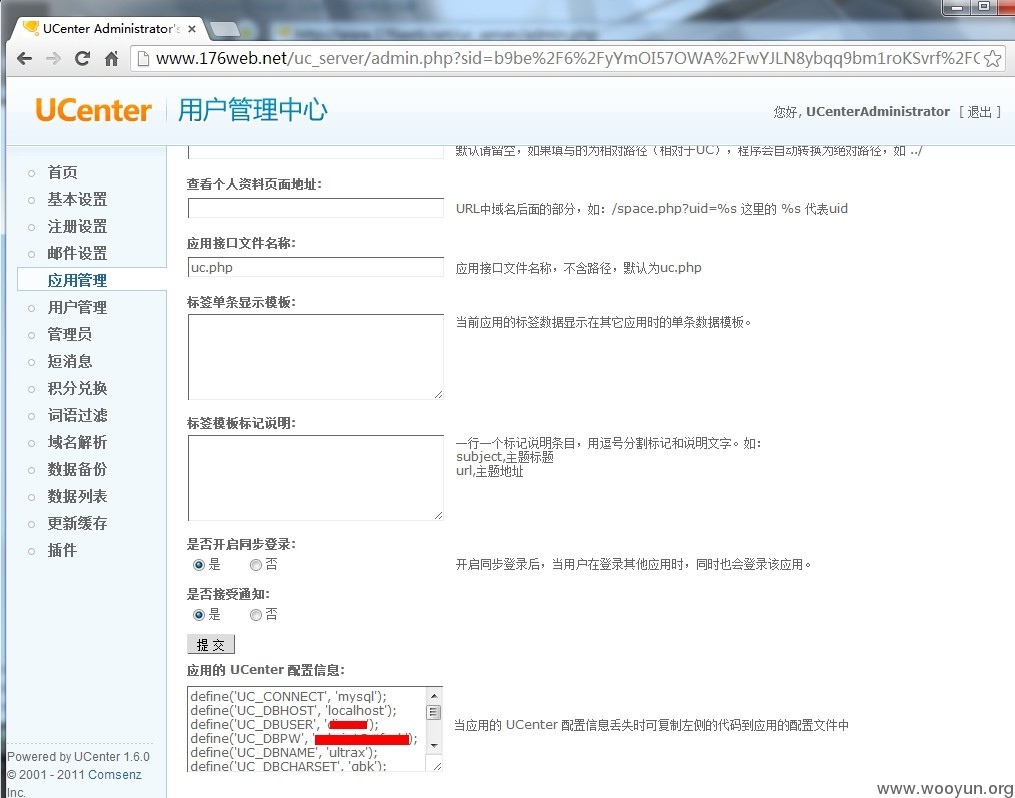 UCenter Administrator's
www.176web.net/uc_server/admin.php?sid=b9be%2F6%2FyYmOI57OWA%2FwYJLN8ybqq9bm1roKSvrf%2FC
UCenter 用户管理中心
您好, UCenterAdministrator [ 退出 ]
首页
基本设置
注册设置
邮件设置
应用管理
用户管理
管理员
短消息
积分兑换
词语过滤
域名解析
数据备份
数据列表
更新缓存
插件
默认请留空，如果填写的为相对路径（相对于UC），程序会自动转换为绝对路径，如 ../
查看个人资料页面地址:
URL中域名后面的部分，如：/space.php?uid=%s 这里的 %s 代表uid
应用接口文件名称:
uc.php
应用接口文件名称，不含路径，默认为uc.php
标签单条显示模板:
当前应用的标签数据显示在其它应用时的单条数据模板。
标签模板标记说明:
一行一个标记说明条目，用逗号分割标记和说明文字。如：
subject,主题标题
url,主题地址
是否开启同步登录:
是 否
开启同步登录后，当用户在登录其他应用时，同时也会登录该应用。
是否接受通知:
是 否
提 交
应用的 UCenter 配置信息:
define('UC_CONNECT', 'mysql');
define('UC_DBHOST', 'localhost');
define('UC_DBUSER', ');
define('UC_DBPW', );
define('UC_DBNAME', 'ultrax');
define('UC_DBCHARSET', 'gbk');
当应用的 UCenter 配置信息丢失时可复制左侧的代码到应用的配置文件中
Powered by UCenter 1.6.0
© 2001 - 2011 Comsenz
Inc.
www.wooyun.org